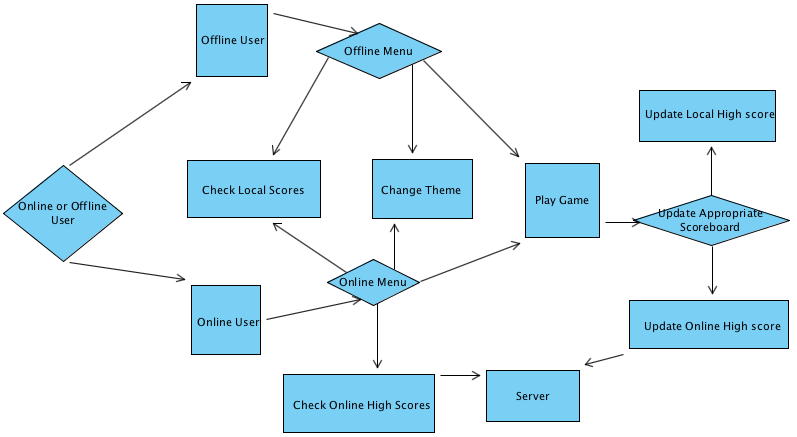 Offline User
Offline Menu
Update Local High score
Check Local Scores
Change Theme
Play Game
Online or Offline
User
Update Appropriate
Scoreboard
Online Menu
Online User
Update Online High score
Check Online High Scores
Server